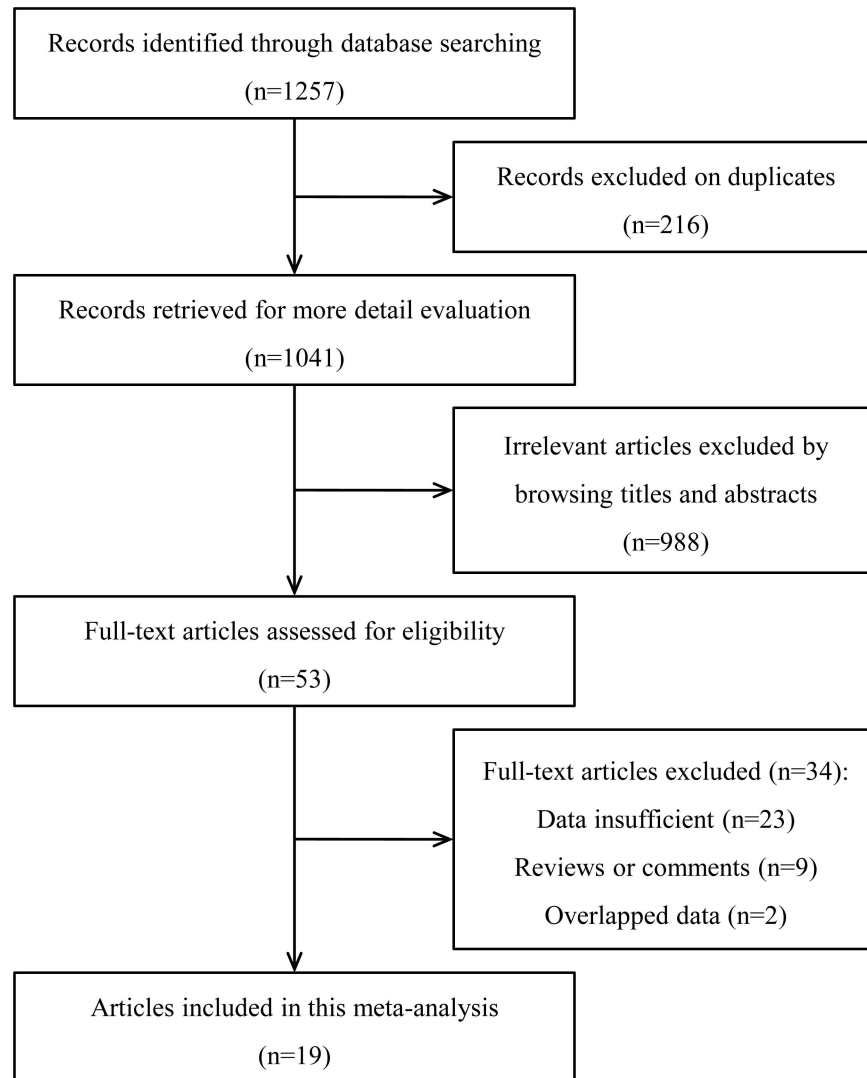 Records identified through database searching
(n=1257)
Records excluded on duplicates
(n=216)
Records retrieved for more detail evaluation
(n=1041)
Irrelevant articles excluded by
browsing titles and abstracts
(n=988)
Full-text articles assessed for eligibility
(n=53)
Full-text articles excluded (n=34):
Data insufficient (n=23)
Reviews or comments (n=9)
Overlapped data (n=2)
Articles included in this meta-analysis
(n=19)